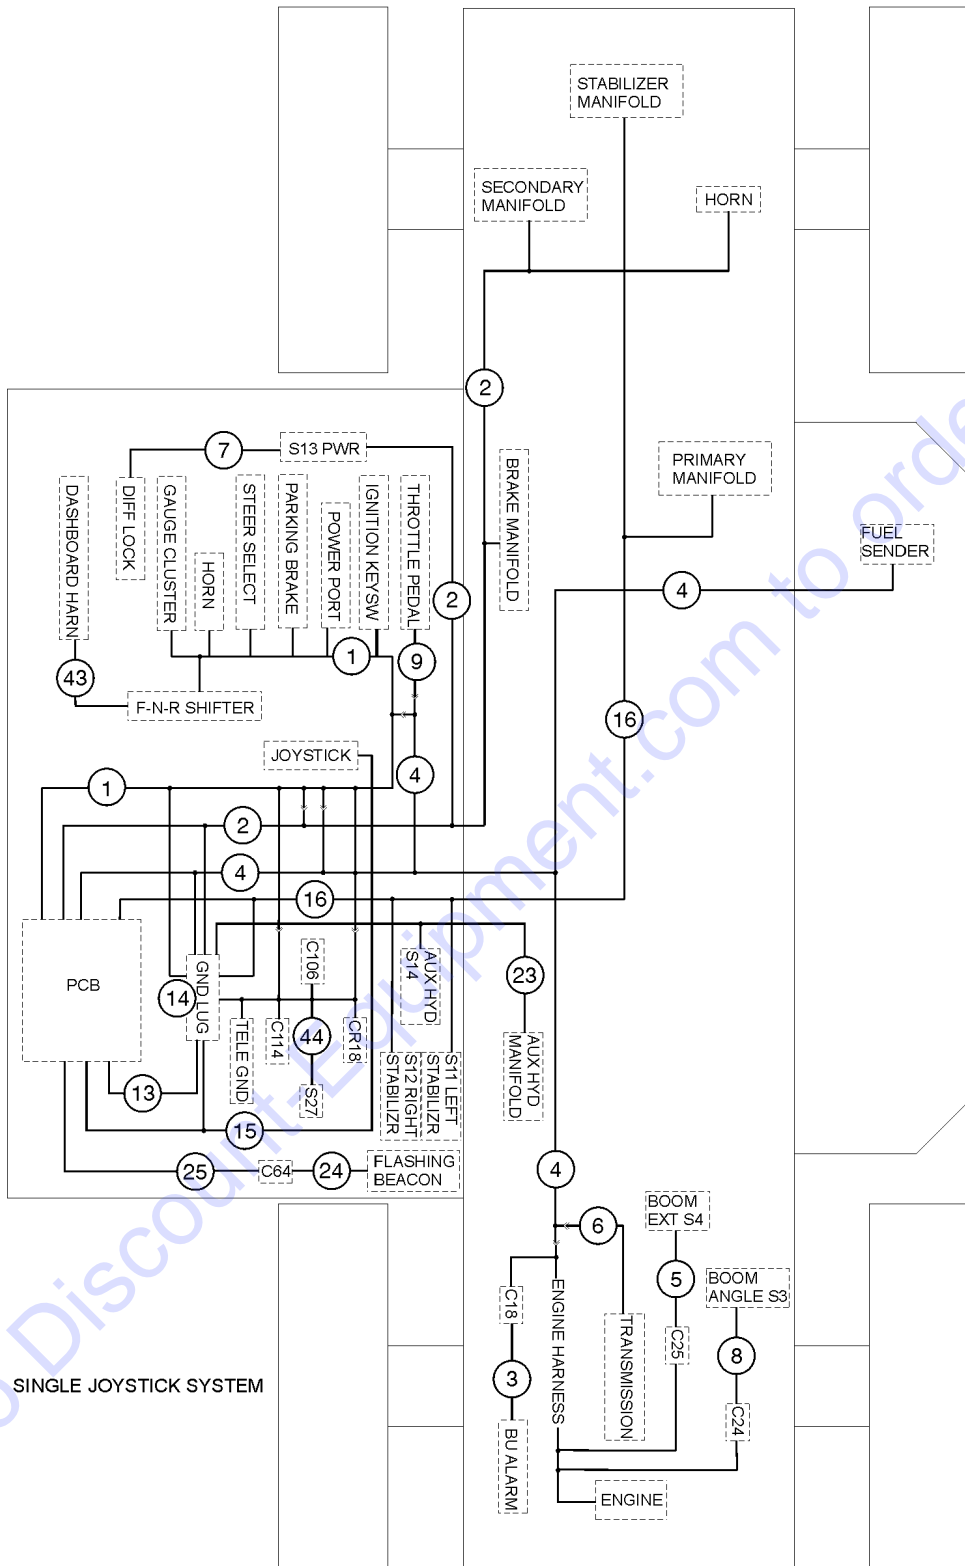 STABILIZER
MANIFOLD
SECONDARY
MANIFOLD
HORN
2
7
S13 PWR
DASHBOARD HARN
DIFF LOCK
GAUGE CLUSTER
HORN
STEER SELECT
PARKING BRAKE
POWER PORT
IGNITION KEYSW
THROTTLE PEDAL
BRAKE MANIFOLD
PRIMARY
MANIFOLD
FUEL
SENDER
4
2
1
9
43
F-N-R SHIFTER
16
JOYSTICK
4
1
2
4
16
PCB
GND LUG
14
C106
AUX HYD
S14
23
TELE GND
C114
44
CR18
S27
S12 RIGHT
STABILIZR
S11 LEFT
STABILIZR
AUX HYD
MANIFOLD
13
15
25
C64
24
FLASHING
BEACON
4
6
BOOM
EXT S4
5
BOOM
ANGLE S3
C18
ENGINE HARNESS
TRANSMISSION
C25
8
3
C24
BU ALARM
ENGINE
SINGLE JOYSTICK SYSTEM
Discount-Equipment.com to orde